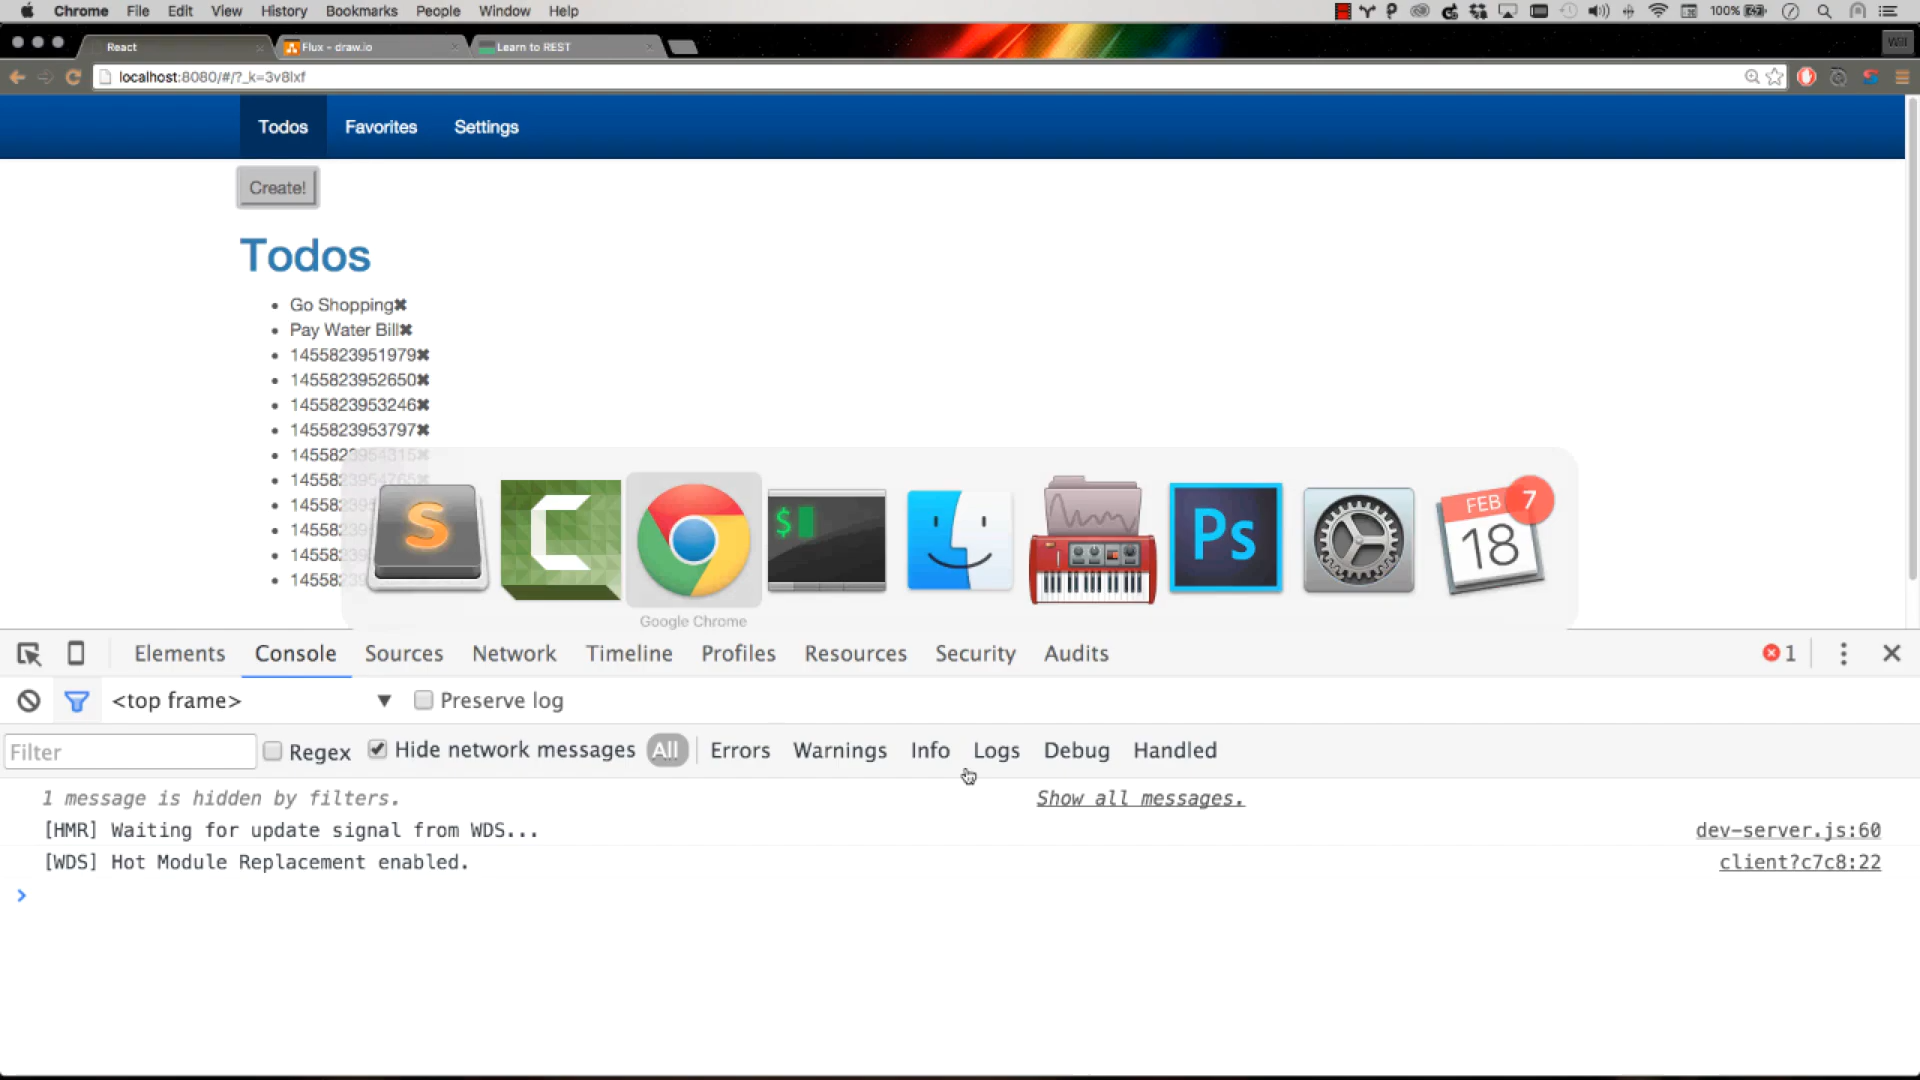 Chrome File Edit View History Bookmarks People Window Help 100%
React Flux - draw.io Learn to REST Will
localhost:8080/#/?_k=3v8lxf
Todos Favorites Settings
Create!
Todos
Go Shopping✖
Pay Water Bill✖
1455823951979✖
1455823952650✖
1455823953246✖
1455823953797✖
1455823954315✖
1455823954765✖
FEB 7
18
S
$
Ps
Google Chrome
Elements Console Sources Network Timeline Profiles Resources Security Audits 1
<top frame> Preserve log
Filter Regex Hide network messages All Errors Warnings Info Logs Debug Handled
1 message is hidden by filters. Show all messages.
[HMR] Waiting for update signal from WDS... dev-server.js:60
[WDS] Hot Module Replacement enabled. client?c7c8:22